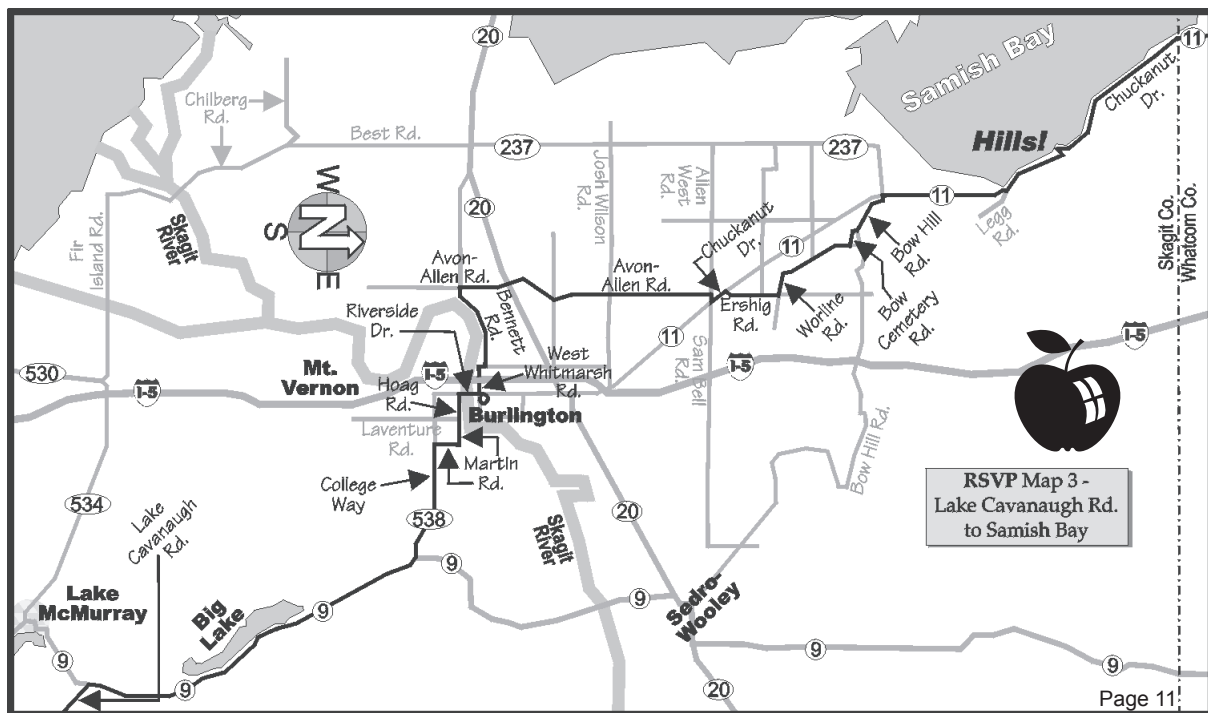 20
Samish Bay
11
Chuckanut
Dr.
Chilberg
Rd.
Best Rd.
237
237
Hills!
Josh Wilson
Rd.
Allen
West
Rd.
Skagit Co.
Whatcom Co.
W
N
S
E
20
Fir
Island Rd.
Skagit
River
Chuckanut
Dr.
11
11
Legg
Rd.
Bow Hill
Rd.
Avon-
Allen Rd.
Avon-
Allen Rd.
Bennett
Rd.
Ershig
Rd.
Worline
Rd.
Bow
Cemetery
Rd.
Riverside
Dr.
11
Sam Bell
Rd.
I-5
I-5
I-5
I-5
West
Whitmarsh
Rd.
530
Mt.
Vernon
Hoag
Rd.
Burlington
Laventure
Rd.
Martin
Rd.
Bow Hill Rd.
College
Way
RSVP Map 3 -
Lake Cavanaugh Rd.
to Samish Bay
534
Lake
Cavanaugh
Rd.
538
Skagit
River
20
9
9
Sedro-
Wooley
Lake
McMurray
Big
Lake
9
9
9
9
9
20
Page 11